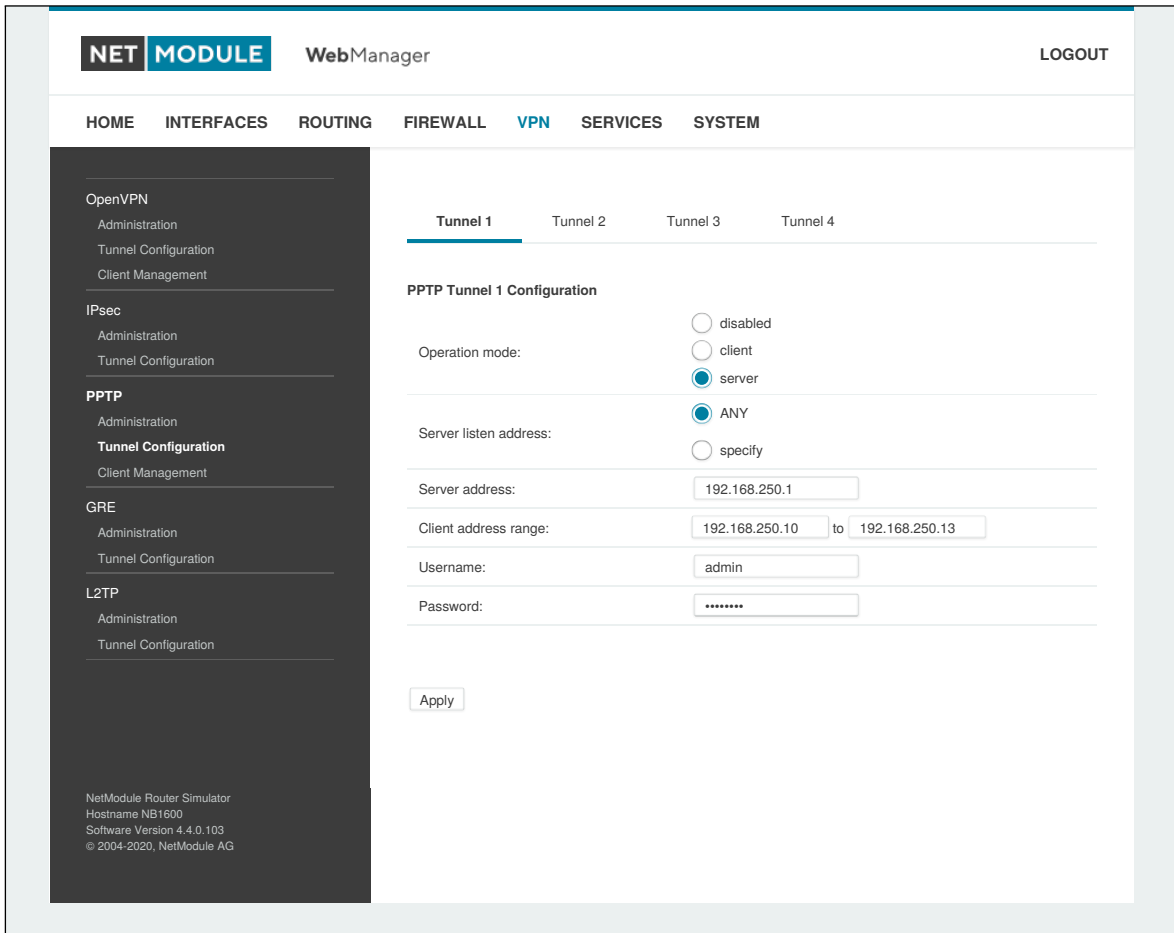 NET MODULE WebManager LOGOUT
HOME INTERFACES ROUTING FIREWALL VPN SERVICES SYSTEM
OpenVPN
Administration
Tunnel Configuration
Client Management
IPsec
Administration
Tunnel Configuration
PPTP
Administration
Tunnel Configuration
Client Management
GRE
Administration
Tunnel Configuration
L2TP
Administration
Tunnel Configuration
NetModule Router Simulator
Hostname NB1600
Software Version 4.4.0.103
© 2004-2020, NetModule AG
Tunnel 1 Tunnel 2 Tunnel 3 Tunnel 4
PPTP Tunnel 1 Configuration
Operation mode:
disabled
client
server
Server listen address:
ANY
specify
Server address: 192.168.250.1
Client address range: 192.168.250.10 to 192.168.250.13
Username: admin
Password: ••••••••
Apply